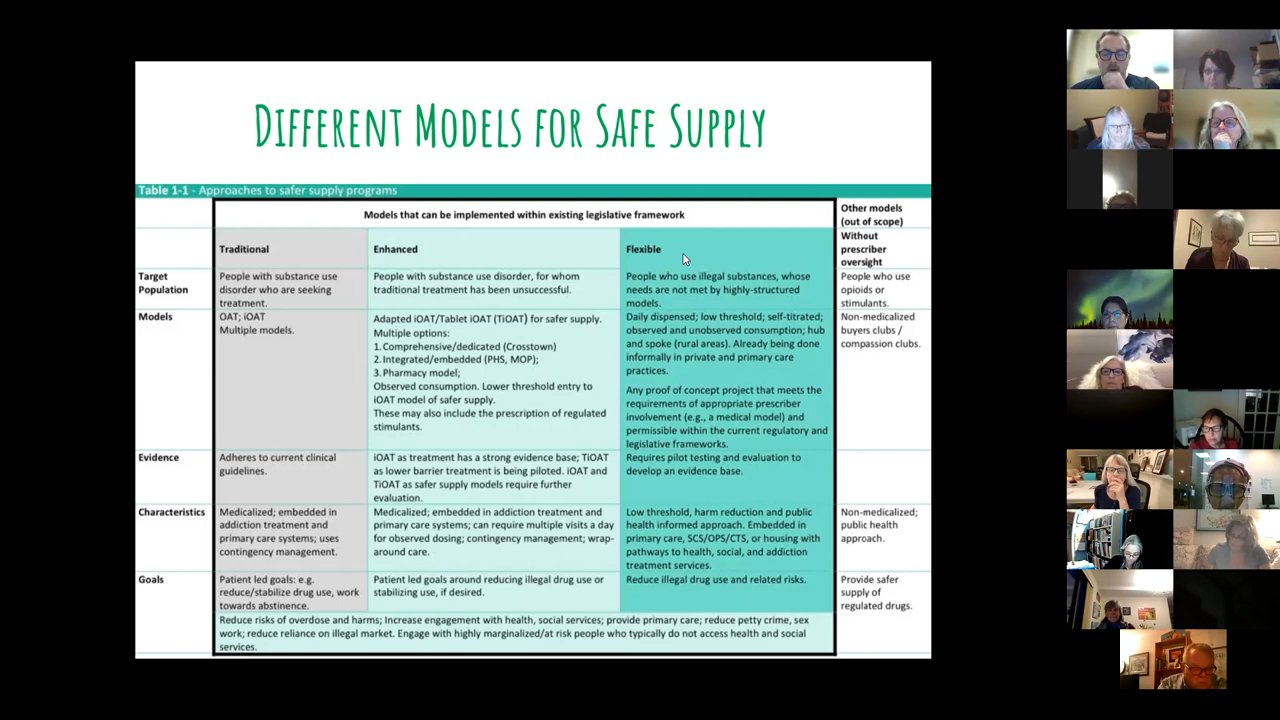 DIFFERENT MODELS FOR SAFE SUPPLY
Table 1-1 - Approaches to safer supply programs
Models that can be implemented within existing legislative framework
Other models
(out of scope)
Traditional
Enhanced
Flexible
Without
prescriber
oversight
Target
Population
People with substance use
disorder who are seeking
treatment.
People with substance use disorder, for whom
traditional treatment has been unsuccessful.
People who use illegal substances, whose
needs are not met by highly-structured
models.
People who use
opioids or
stimulants.
Models
OAT; iOAT
Multiple models.
Adapted iOAT/Tablet iOAT (TiOAT) for safer supply.
Multiple options:
1. Comprehensive/dedicated (Crosstown)
2. Integrated/embedded (PHS, MOP);
3. Pharmacy model;
Observed consumption. Lower threshold entry to
iOAT model of safer supply.
These may also include the prescription of regulated
stimulants.
Daily dispensed; low threshold; self-titrated;
observed and unobserved consumption; hub
and spoke (rural areas). Already being done
informally in private and primary care
practices.
Any proof of concept project that meets the
requirements of appropriate prescriber
involvement (e.g., a medical model) and
permissible within the current regulatory and
legislative frameworks.
Non-medicalized
buyers clubs /
compassion clubs.
Evidence
Adheres to current clinical
guidelines.
iOAT as treatment has a strong evidence base; TiOAT
as lower barrier treatment is being piloted. iOAT and
TiOAT as safer supply models require further
evaluation.
Requires pilot testing and evaluation to
develop an evidence base.
Characteristics
Medicalized; embedded in
addiction treatment and
primary care systems; uses
contingency management.
Medicalized; embedded in addiction treatment and
primary care systems; can require multiple visits a day
for observed dosing; contingency management; wrap-
around care.
Low threshold, harm reduction and public
health informed approach. Embedded in
primary care, SCS/OPS/CTS, or housing with
pathways to health, social, and addiction
treatment services.
Non-medicalized;
public health
approach.
Goals
Patient led goals: e.g.
reduce/stabilize drug use, work
towards abstinence.
Patient led goals around reducing illegal drug use or
stabilizing use, if desired.
Reduce illegal drug use and related risks.
Provide safer
supply of
regulated drugs.
Reduce risks of overdose and harms; Increase engagement with health, social services; provide primary care; reduce petty crime, sex
work; reduce reliance on illegal market. Engage with highly marginalized/at risk people who typically do not access health and social
services.